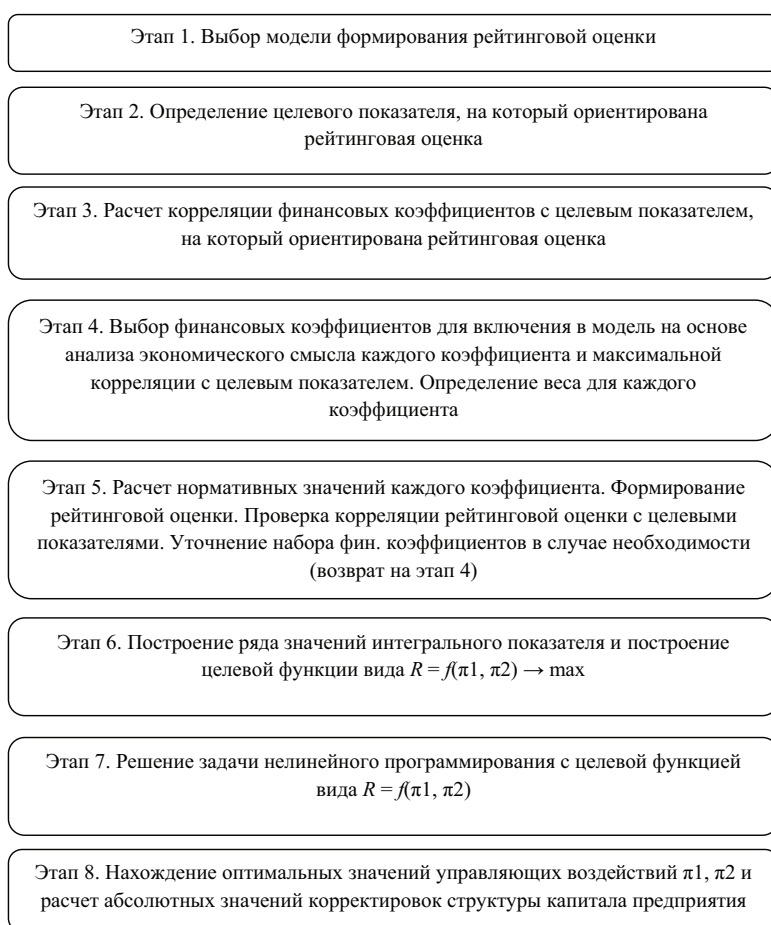 Этап 1. Выбор модели формирования рейтинговой оценки
Этап 2. Определение целевого показателя, на который ориентирована
рейтинговая оценка
Этап 3. Расчет корреляции финансовых коэффициентов с целевым показателем,
на который ориентирована рейтинговая оценка
Этап 4. Выбор финансовых коэффициентов для включения в модель на основе
анализа экономического смысла каждого коэффициента и максимальной
корреляции с целевым показателем. Определение веса для каждого
коэффициента
Этап 5. Расчет нормативных значений каждого коэффициента. Формирование
рейтинговой оценки. Проверка корреляции рейтинговой оценки с целевыми
показателями. Уточнение набора фин. коэффициентов в случае необходимости
(возврат на этап 4)
Этап 6. Построение ряда значений интегрального показателя и построение
целевой функции вида R = f(π1, π2) → max
Этап 7. Решение задачи нелинейного программирования с целевой функцией
вида R = f(π1, π2)
Этап 8. Нахождение оптимальных значений управляющих воздействий π1, π2 и
расчет абсолютных значений корректировок структуры капитала предприятия